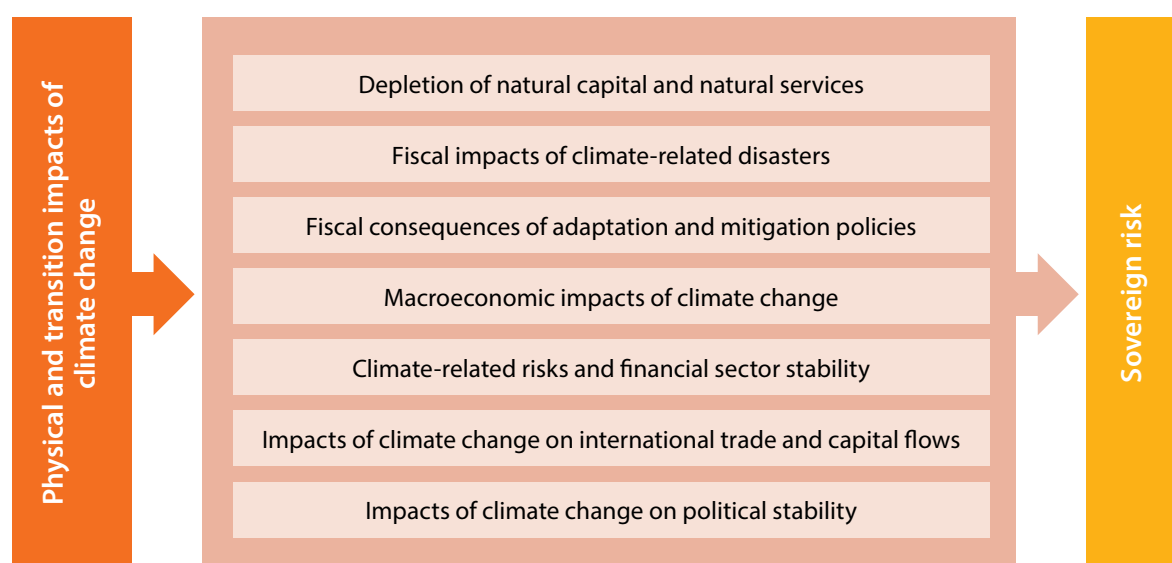 Physical and transition impacts of
climate change
Depletion of natural capital and natural services
Fiscal impacts of climate-related disasters
Fiscal consequences of adaptation and mitigation policies
Macroeconomic impacts of climate change
Climate-related risks and financial sector stability
Impacts of climate change on international trade and capital flows
Impacts of climate change on political stability
Sovereign risk